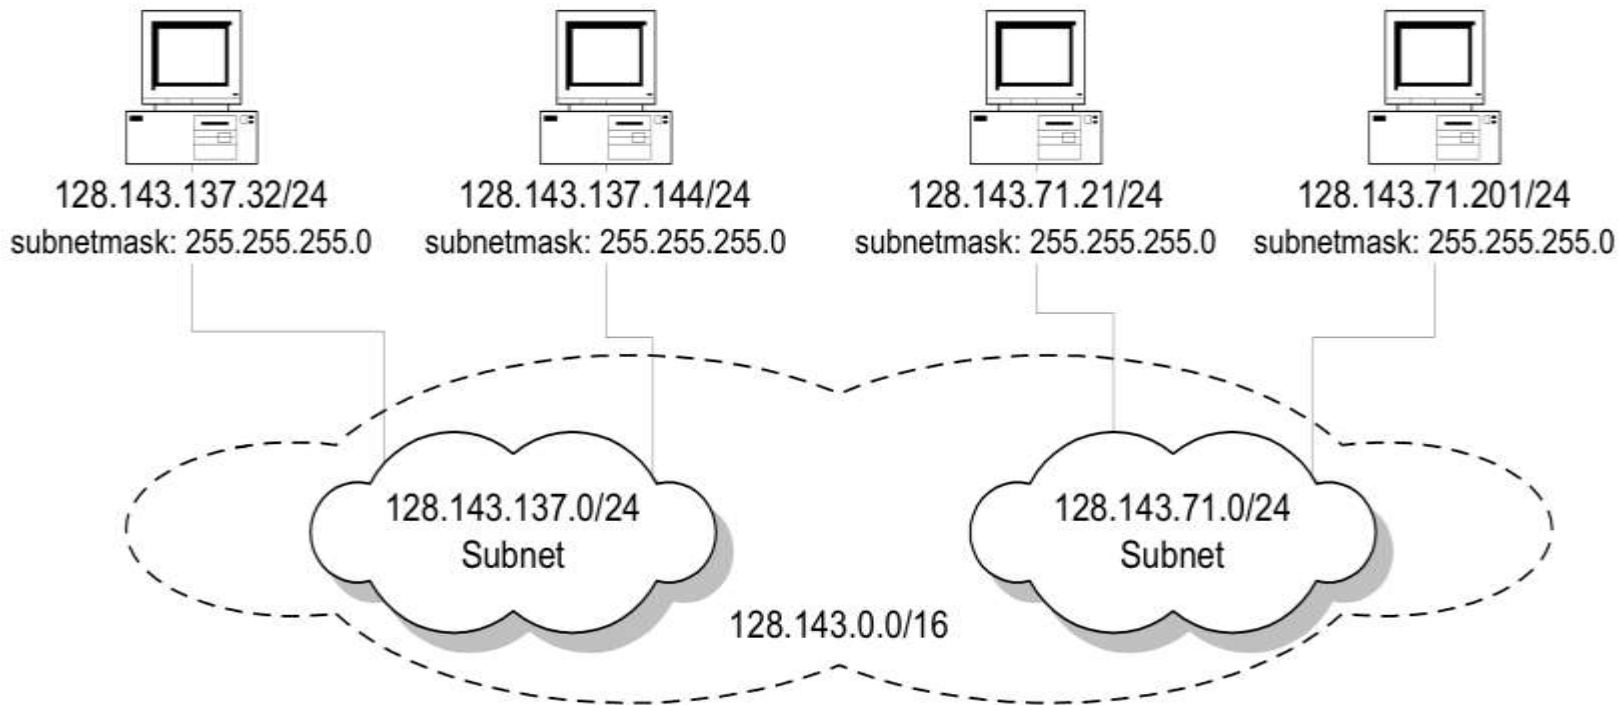 128.143.137.32/24
subnetmask: 255.255.255.0
128.143.137.144/24
subnetmask: 255.255.255.0
128.143.71.21/24
subnetmask: 255.255.255.0
128.143.71.201/24
subnetmask: 255.255.255.0
128.143.137.0/24
Subnet
128.143.71.0/24
Subnet
128.143.0.0/16